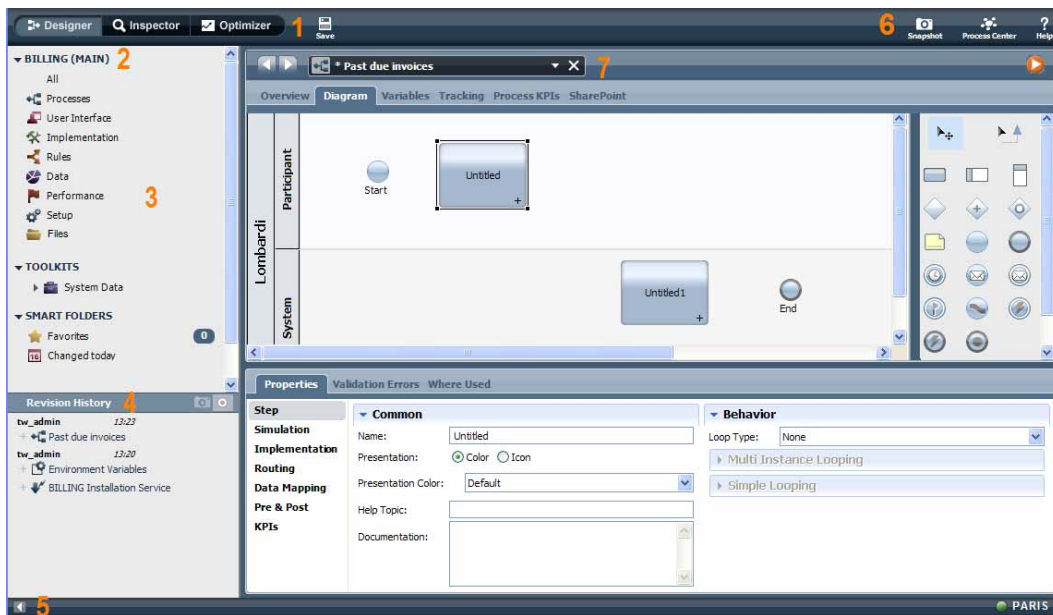 Designer Inspector Optimizer 1 Save 6 Snapshot Process Center Help
BILLING (MAIN) 2
All
Processes
User Interface
Implementation
Rules
Data
Performance
3
Setup
Files
TOOLKITS
System Data
SMART FOLDERS
Favorites 0
16 Changed today
Revision History 4
tw_admin 13:23
Past due invoices
tw_admin 13:20
Environment Variables
BILLING Installation Service
5
* Past due invoices 7
Overview Diagram Variables Tracking Process KPIs SharePoint
Lombardi
Participant
Start
Untitled
System
Untitled1
End
Properties Validation Errors Where Used
Step
Simulation
Implementation
Routing
Data Mapping
Pre & Post
KPIs
Common
Name: Untitled
Presentation: Color Icon
Presentation Color: Default
Help Topic:
Documentation:
Behavior
Loop Type: None
Multi Instance Looping
Simple Looping
PARIS